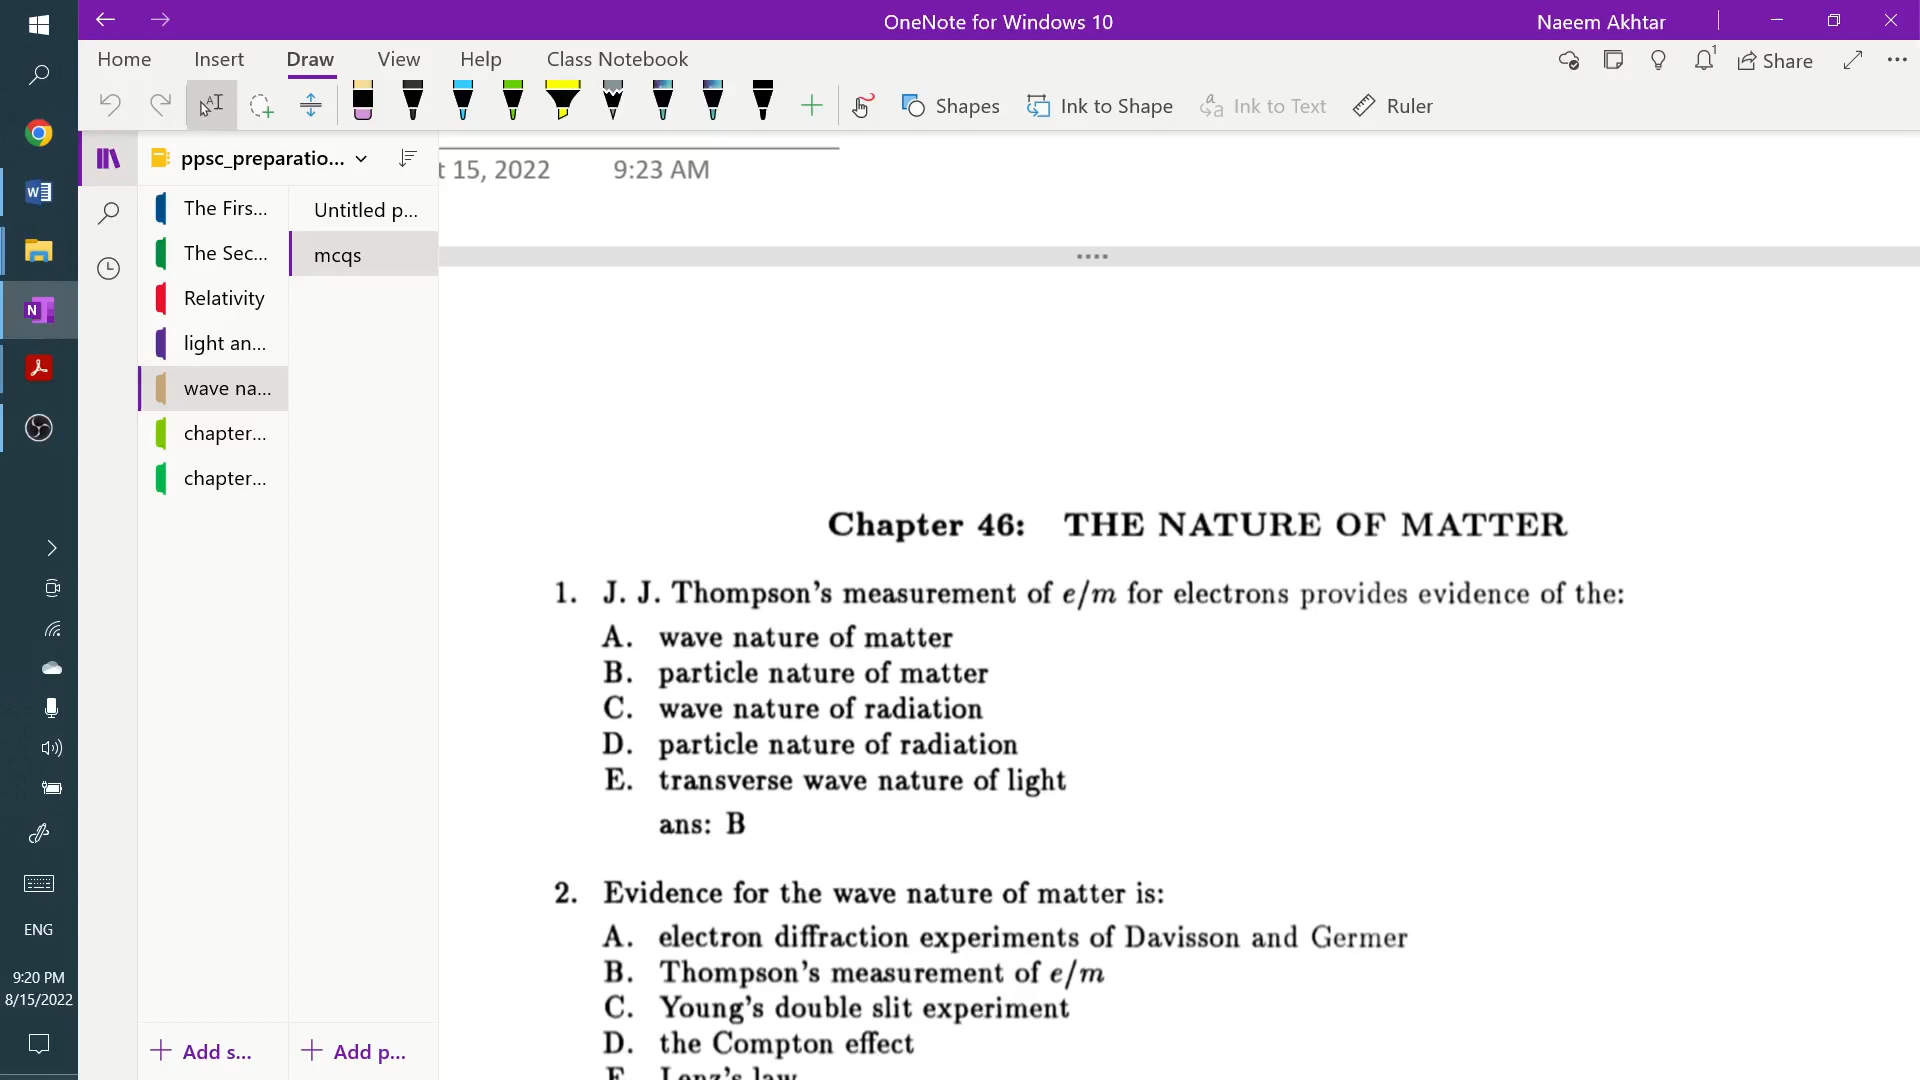 OneNote for Windows 10
Naeem Akhtar
Home Insert Draw View Help Class Notebook
1
Share
Shapes Ink to Shape Ink to Text Ruler
ppsc_preparatio...
t 15, 2022 9:23 AM
The Firs...
The Sec...
Relativity
light an...
wave na...
chapter...
chapter...
Untitled p...
mcqs
Chapter 46: THE NATURE OF MATTER
1. J. J. Thompson's measurement of e/m for electrons provides evidence of the:
A. wave nature of matter
B. particle nature of matter
C. wave nature of radiation
D. particle nature of radiation
E. transverse wave nature of light
ans: B
2. Evidence for the wave nature of matter is:
A. electron diffraction experiments of Davisson and Germer
B. Thompson's measurement of e/m
C. Young's double slit experiment
D. the Compton effect
E. Lenz's law
Add s...
Add p...
ENG
9:20 PM
8/15/2022